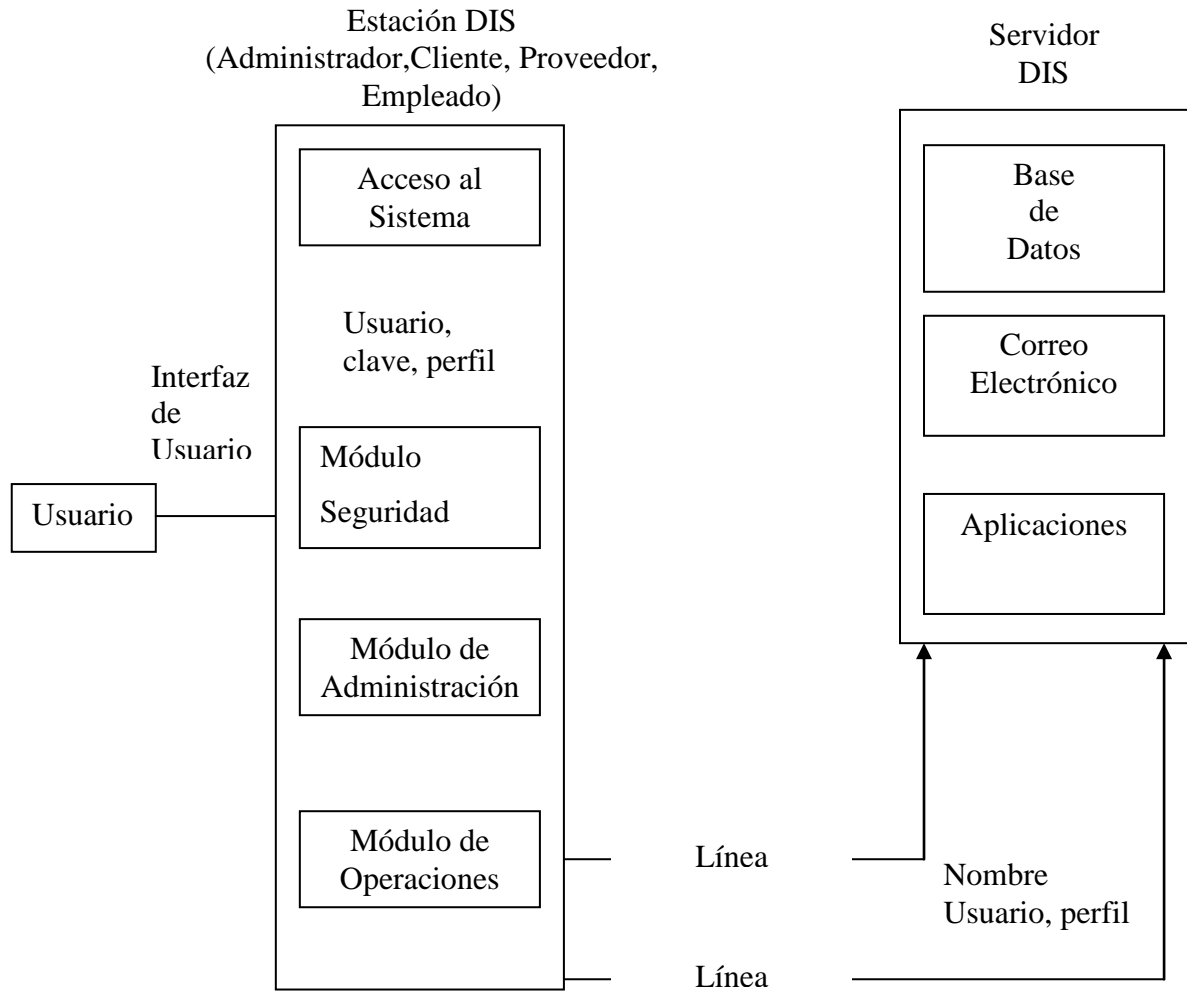 Estación DIS
(Administrador,Cliente, Proveedor,
Empleado)
Servidor
DIS
Acceso al
Sistema
Usuario,
clave, perfil
Interfaz
de
Usuario
Usuario
Módulo
Seguridad
Módulo de
Administración
Módulo de
Operaciones
Base
de
Datos
Correo
Electrónico
Aplicaciones
Línea
Nombre
Usuario, perfil
Línea